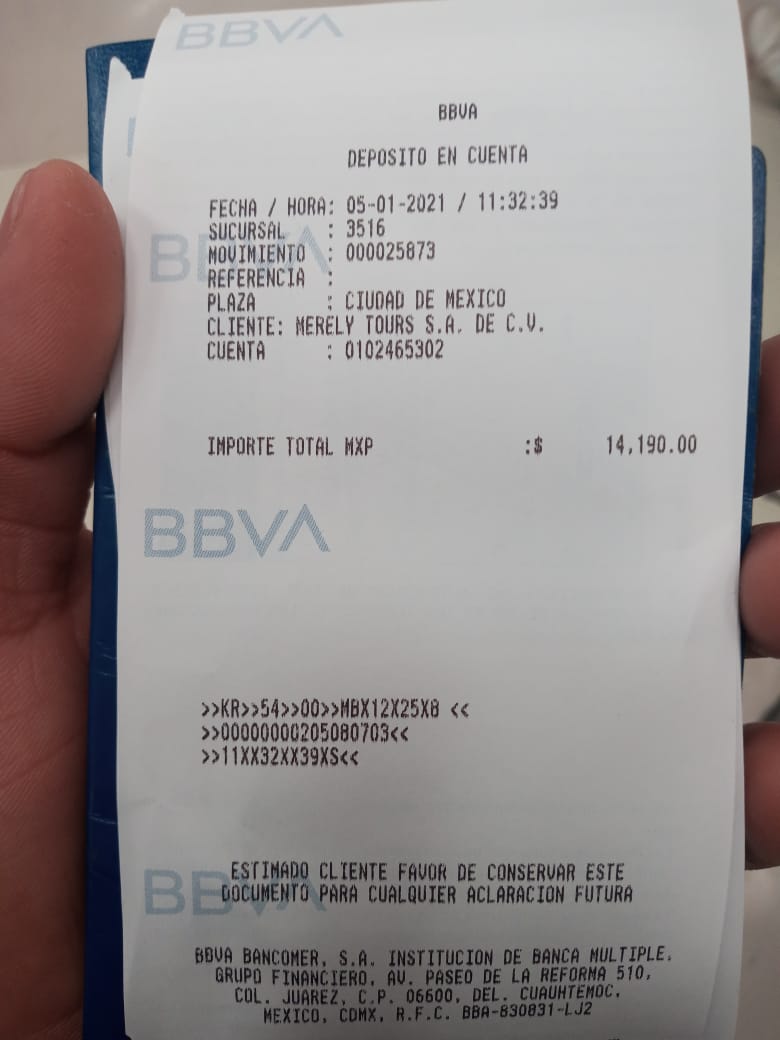 BBVA
BBVA
DEPOSITO EN CUENTA
FECHA / HORA: 05-01-2021 / 11:32:39
SUCURSAL : 3516
MOVIMIENTO : 000025873
REFERENCIA :
PLAZA : CIUDAD DE MEXICO
CLIENTE: MERELY TOURS S.A. DE C.V.
CUENTA : 0102465302
IMPORTE TOTAL MXP :$ 14,190.00
BBVA
>>KR>>54>>00>>MBX12X25X8 <<
>>00000000205080703<<
>>11XX32XX39XS<<
BBVA
ESTIMADO CLIENTE FAVOR DE CONSERVAR ESTE
DOCUMENTO PARA CUALQUIER ACLARACION FUTURA
BBVA BANCOMER, S.A. INSTITUCION DE BANCA MULTIPLE,
GRUPO FINANCIERO, AV. PASEO DE LA REFORMA 510,
COL. JUAREZ, C.P. 06600, DEL. CUAUHTEMOC,
MEXICO, CDMX, R.F.C. BBA-830831-LJ2